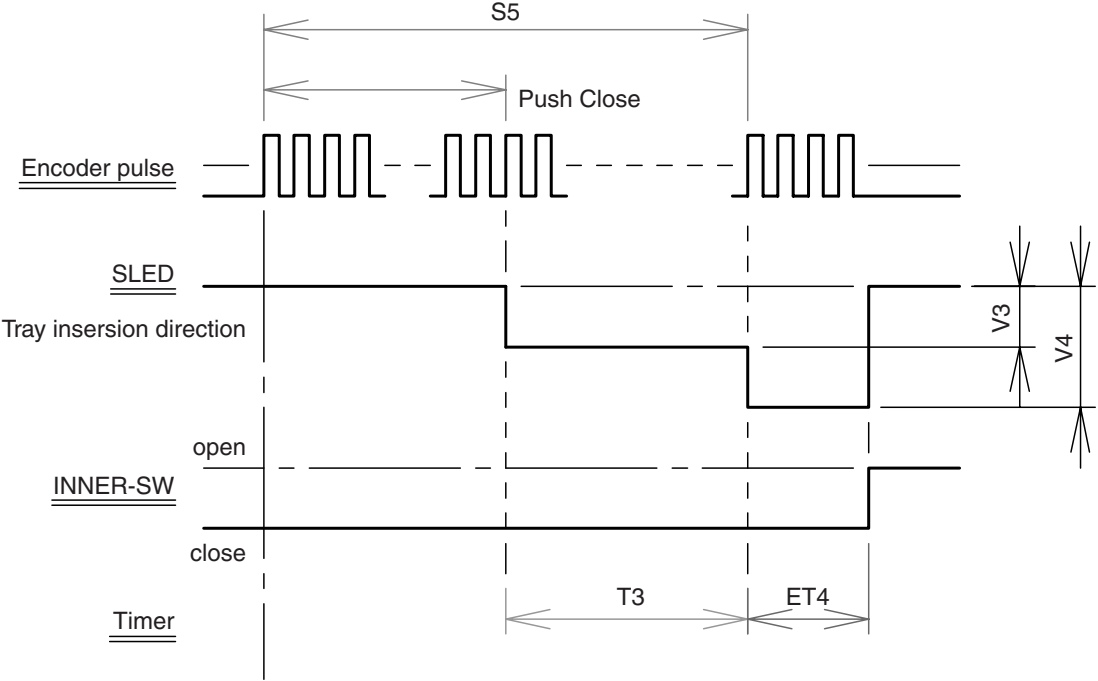 S5
Push Close
Encoder pulse
SLED
Tray insersion direction
V3
V4
open
INNER-SW
close
T3
ET4
Timer